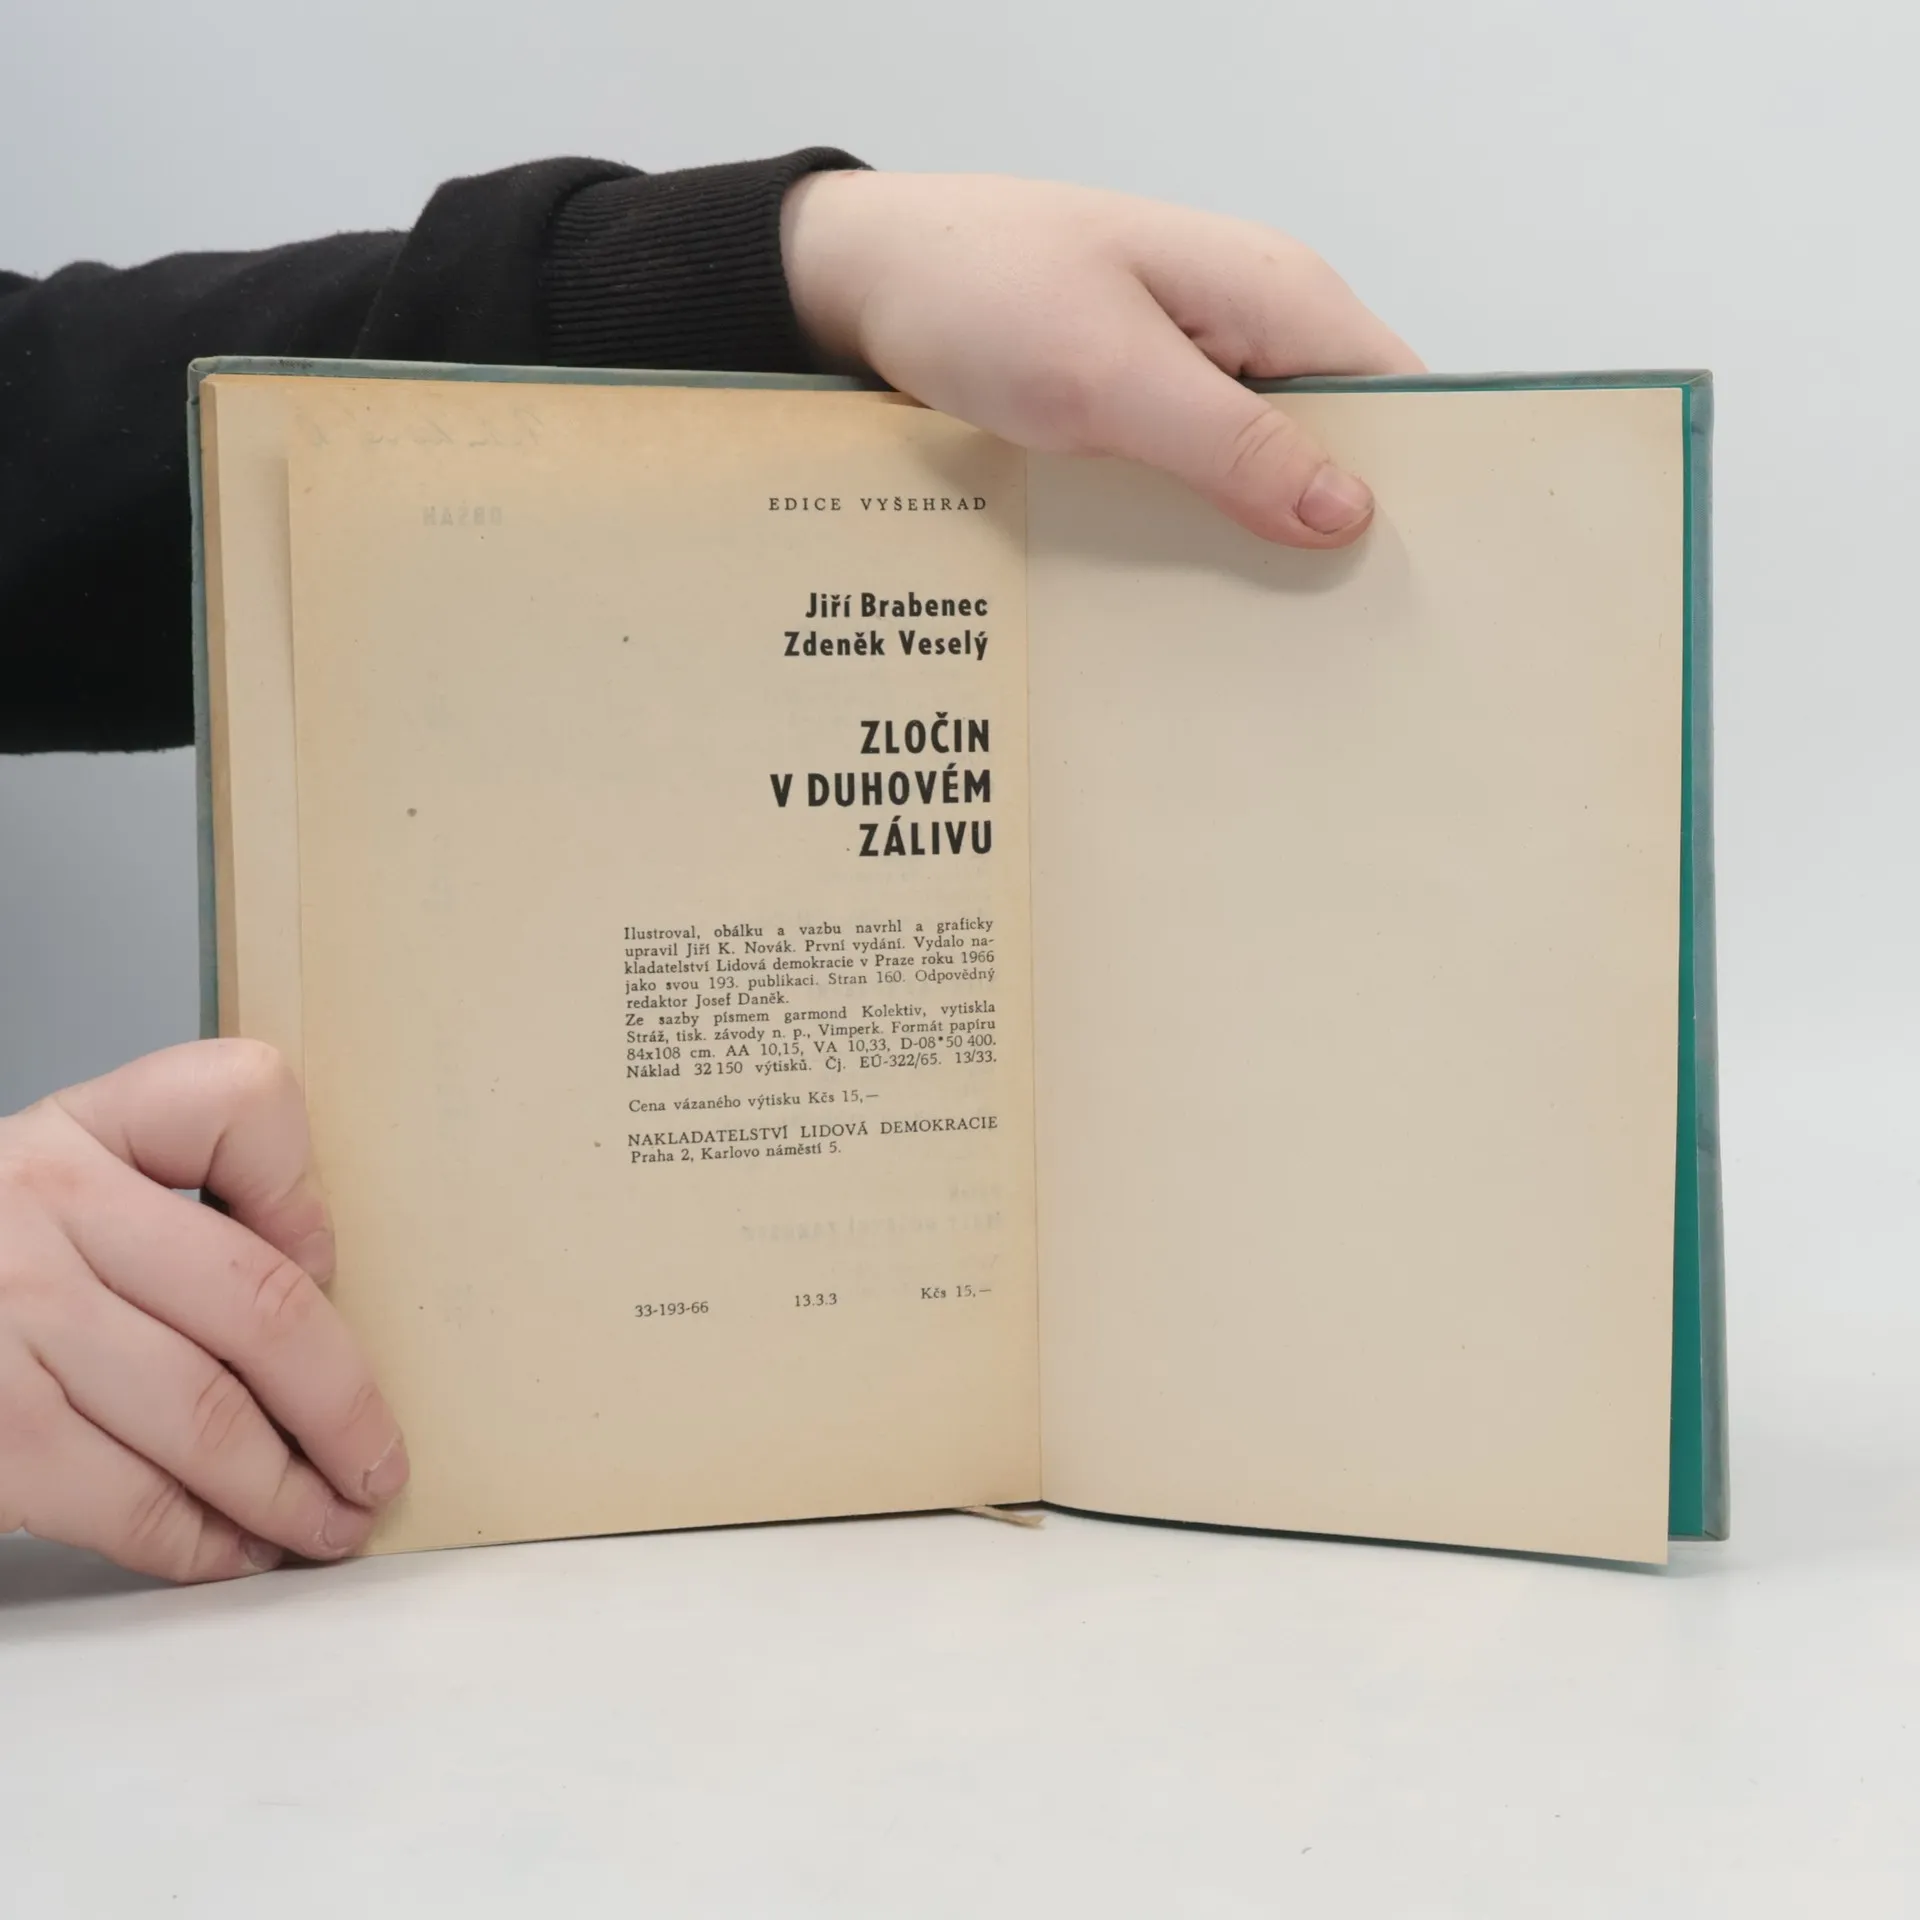 EDICE VYŠEHRAD
Jiří Brabenec
Zdeněk Veselý
ZLOČIN
V DUHOVÉM
ZÁLIVU
Ilustroval, obálku a vazbu navrhl a graficky
upravil Jiří K. Novák. První vydání. Vydalo na-
kladatelství Lidová demokracie v Praze roku 1966
jako svou 193. publikaci. Stran 160. Odpovědný
redaktor Josef Daněk.
Ze sazby písmem garmond Kolektiv, vytiskla
Stráž, tisk. závody n. p., Vimperk. Formát papíru
84x108 cm. AA 10,15, VA 10,33, D-08*50 400.
Náklad 32 150 výtisků. Čj. EÚ-322/65. 13/33.
Cena vázaného výtisku Kčs 15,—
NAKLADATELSTVÍ LIDOVÁ DEMOKRACIE
Praha 2, Karlovo náměstí 5.
33-193-66 13.3.3 Kčs 15,—